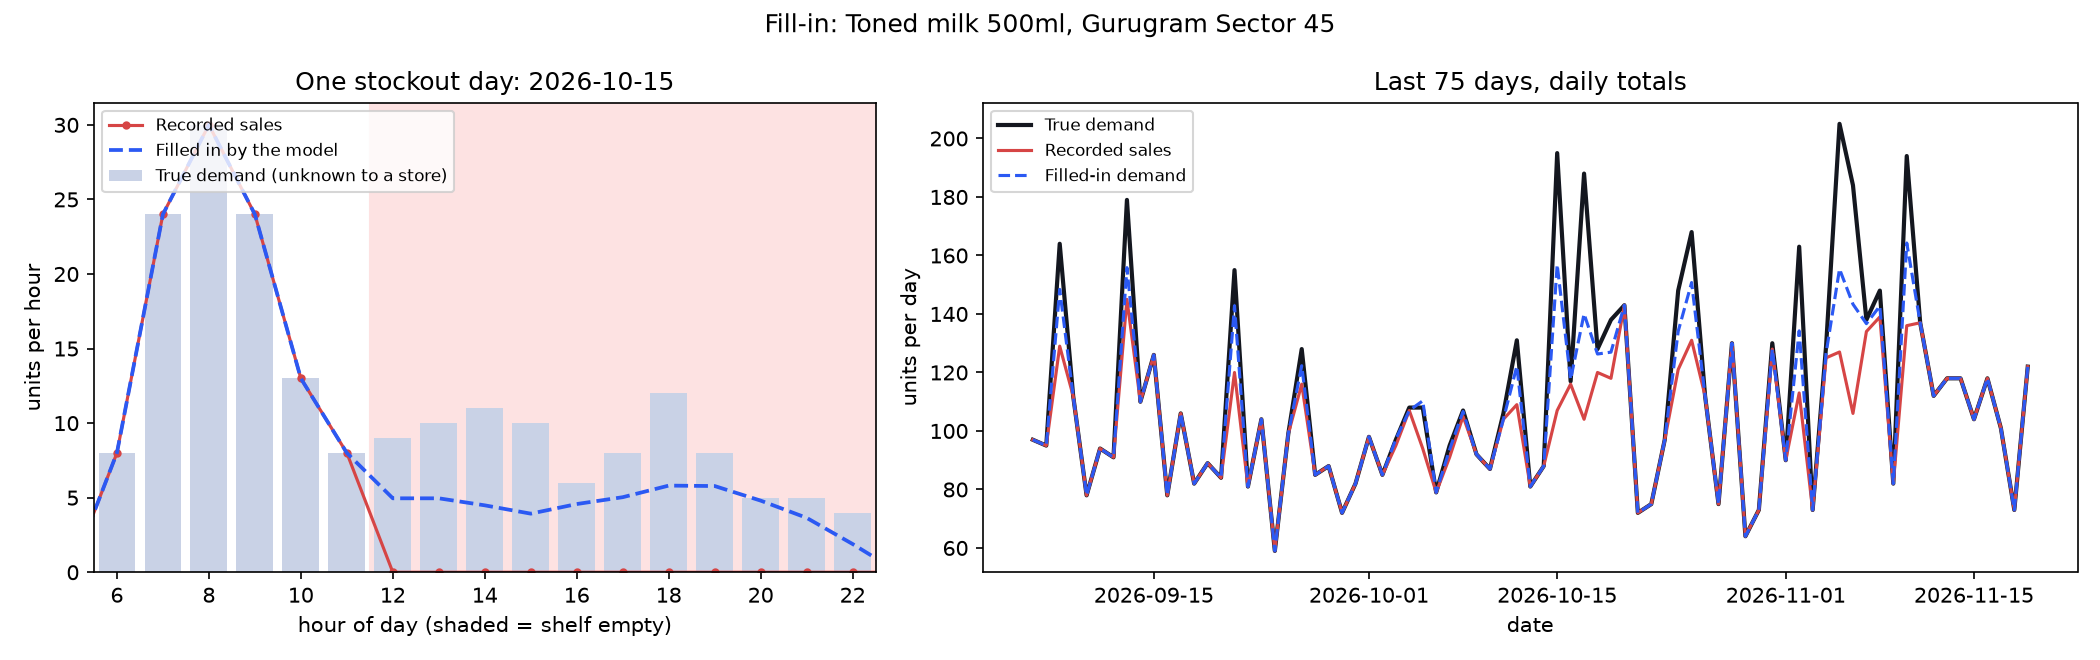 Fill-in: Toned milk 500ml, Gurugram Sector 45
One stockout day: 2026-10-15
units per hour
30
25
20
15
10
5
0
Recorded sales
Filled in by the model
True demand (unknown to a store)
6 8 10 12 14 16 18 20 22
hour of day (shaded = shelf empty)
Last 75 days, daily totals
units per day
200
180
160
140
120
100
80
60
True demand
Recorded sales
Filled-in demand
2026-09-15 2026-10-01 2026-10-15 2026-11-01 2026-11-15
date